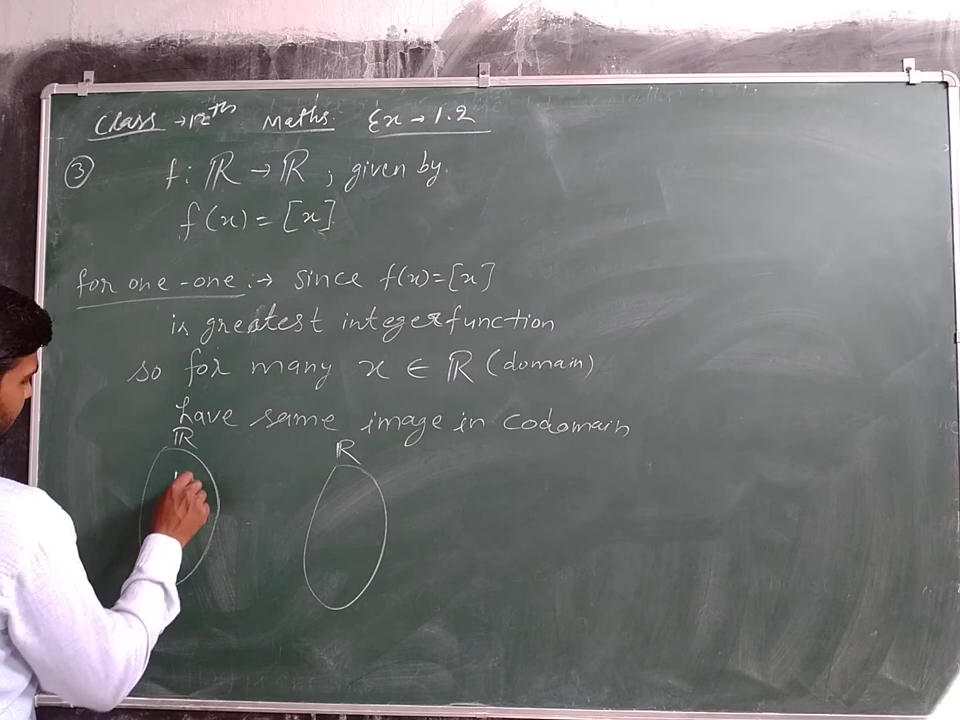 Class → 12th Maths Ex → 1.2
③ f: ℝ → ℝ, given by.
f(x) = [x]
for one-one :→ since f(x)=[x]
is greatest integer function
so for many x ∈ ℝ (domain)
have same image in codomain
ℝ ℝ